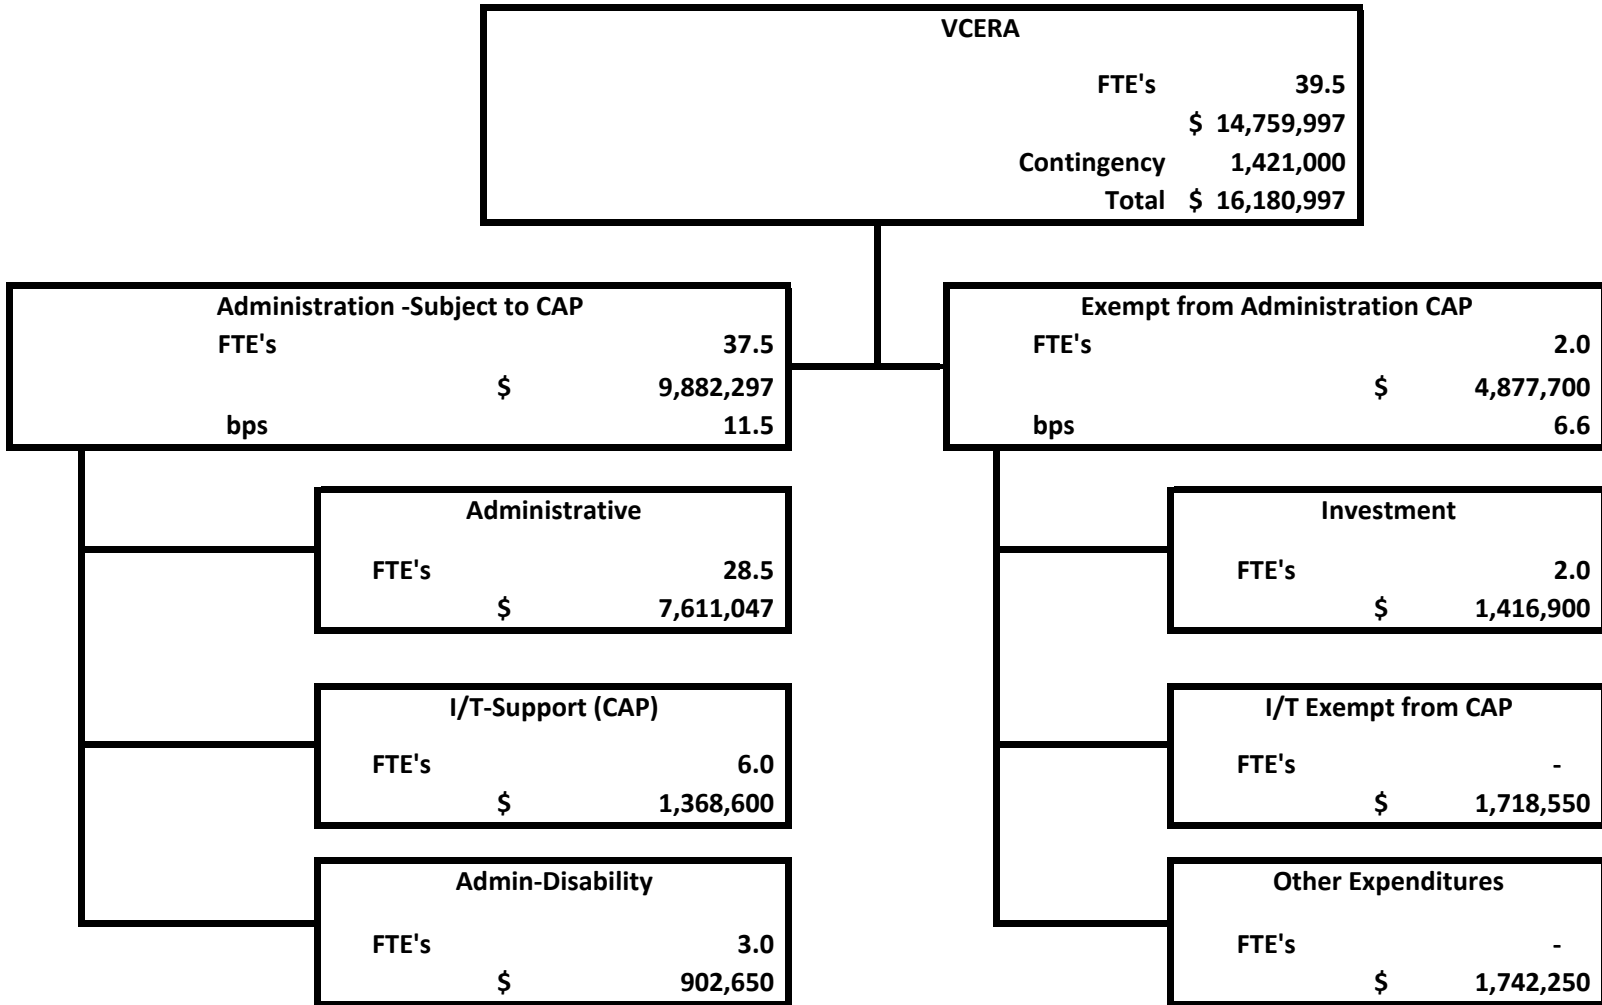 VCERA
FTE's 39.5
$ 14,759,997
Contingency 1,421,000
Total $ 16,180,997
Administration -Subject to CAP
FTE's 37.5
$ 9,882,297
bps 11.5
Exempt from Administration CAP
FTE's 2.0
$ 4,877,700
bps 6.6
Administrative
FTE's 28.5
$ 7,611,047
Investment
FTE's 2.0
$ 1,416,900
I/T-Support (CAP)
FTE's 6.0
$ 1,368,600
I/T Exempt from CAP
FTE's -
$ 1,718,550
Admin-Disability
FTE's 3.0
$ 902,650
Other Expenditures
FTE's -
$ 1,742,250